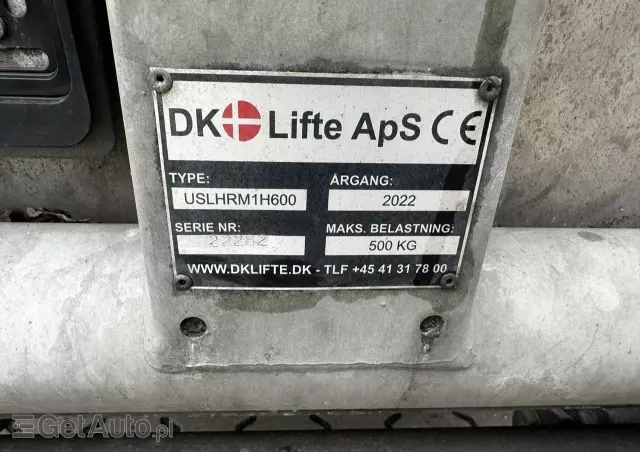 DK Lifte ApS CE
TYPE: ÅRGANG:
USLHRM1H600 2022
SERIE NR: MAKS. BELASTNING:
22282 500 KG
WWW.DKLIFTE.DK - TLF +45 41 31 78 00
GetAuto.pl